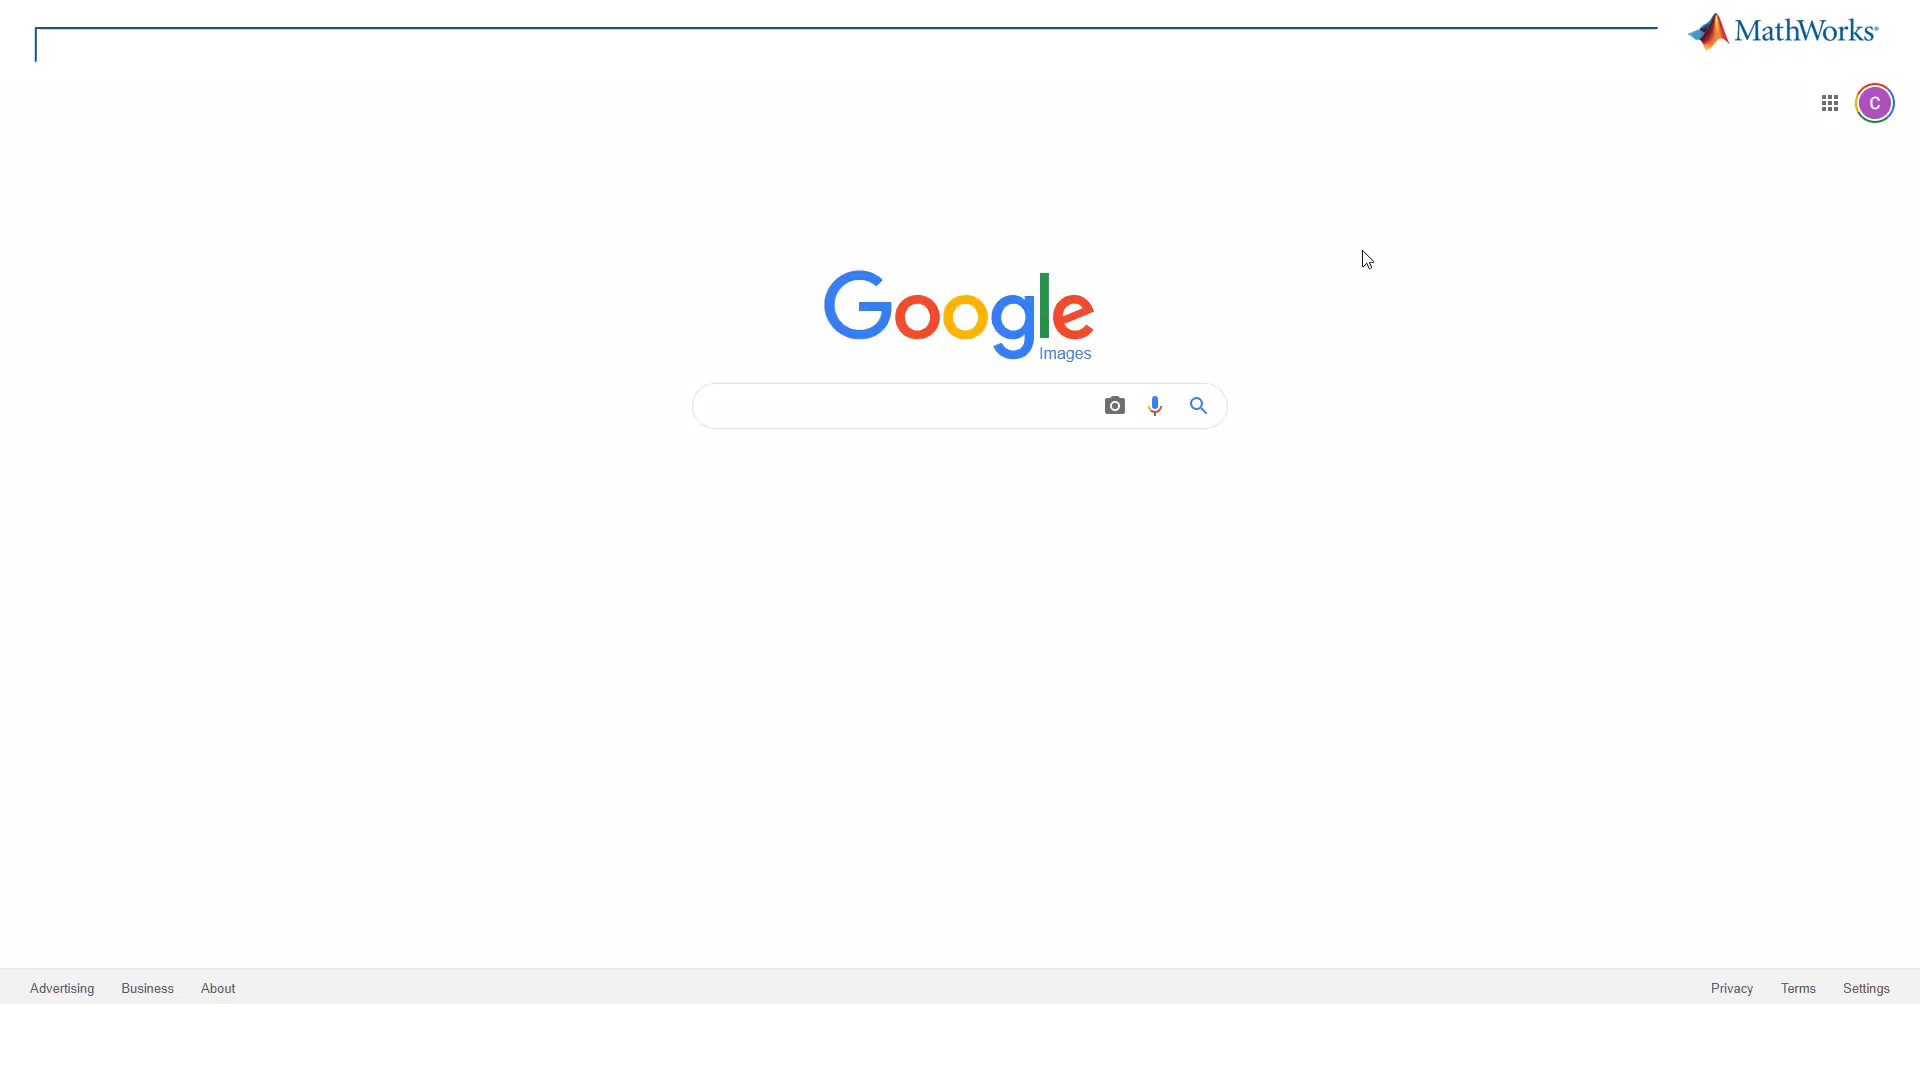 MathWorks®
C
Google
Images
Advertising Business About Privacy Terms Settings